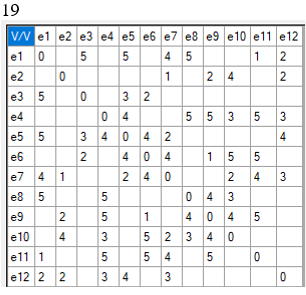 19
V/V e1 e2 e3 e4 e5 e6 e7 e8 e9 e10 e11 e12
e1 0 5 5 4 5 1 2
e2 0 1 2 4 2
e3 5 0 3 2
e4 0 4 5 5 3 5 3
e5 5 3 4 0 4 2 4
e6 2 4 0 4 1 5 5
e7 4 1 2 4 0 2 4 3
e8 5 5 0 4 3
e9 2 5 1 4 0 4 5
e10 4 3 5 2 3 4 0
e11 1 5 5 4 5 0
e12 2 2 3 4 3 0